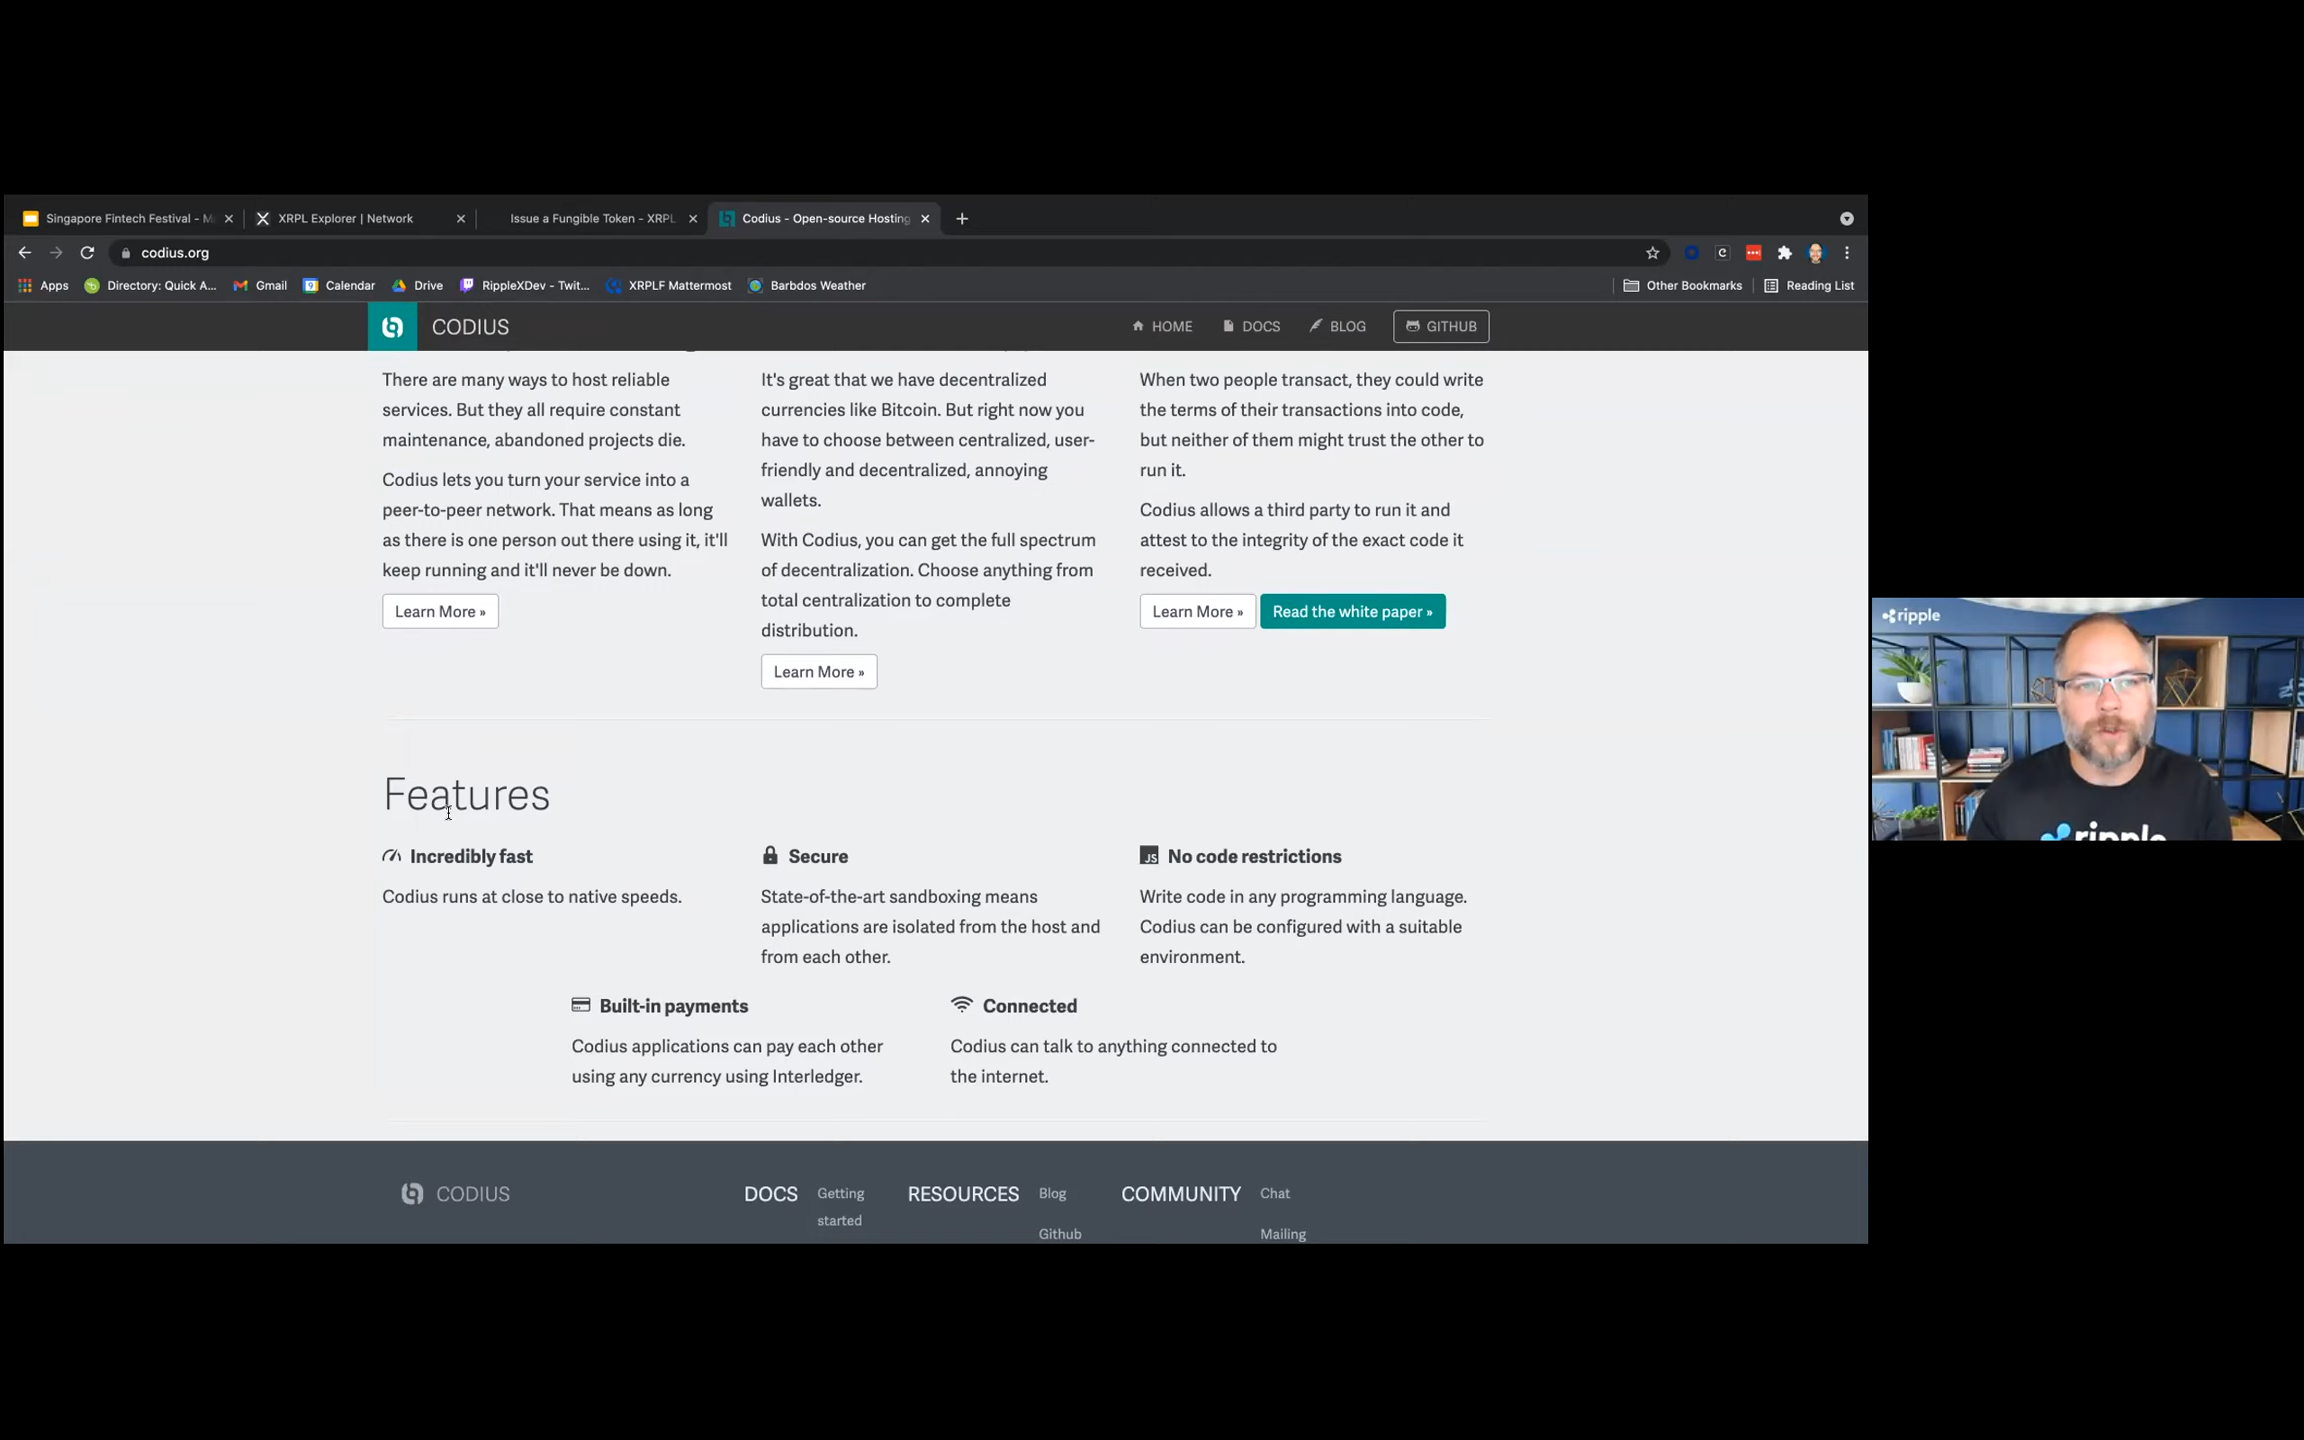 Singapore Fintech Festival - M
XRPL Explorer | Network
Issue a Fungible Token - XRPL
Codius - Open-source Hosting
codius.org
Apps
Directory: Quick A...
Gmail
Calendar
Drive
RippleXDev - Twit...
XRPLF Mattermost
Barbdos Weather
Other Bookmarks
Reading List
CODIUS
HOME
DOCS
BLOG
GITHUB
There are many ways to host reliable
services. But they all require constant
maintenance, abandoned projects die.
Codius lets you turn your service into a
peer-to-peer network. That means as long
as there is one person out there using it, it'll
keep running and it'll never be down.
Learn More »
It's great that we have decentralized
currencies like Bitcoin. But right now you
have to choose between centralized, user-
friendly and decentralized, annoying
wallets.
With Codius, you can get the full spectrum
of decentralization. Choose anything from
total centralization to complete
distribution.
Learn More »
When two people transact, they could write
the terms of their transactions into code,
but neither of them might trust the other to
run it.
Codius allows a third party to run it and
attest to the integrity of the exact code it
received.
Learn More »
Read the white paper »
ripple
ripple
Features
Incredibly fast
Codius runs at close to native speeds.
Secure
State-of-the-art sandboxing means
applications are isolated from the host and
from each other.
JS
No code restrictions
Write code in any programming language.
Codius can be configured with a suitable
environment.
Built-in payments
Codius applications can pay each other
using any currency using Interledger.
Connected
Codius can talk to anything connected to
the internet.
CODIUS
DOCS
Getting
started
RESOURCES
Blog
Github
COMMUNITY
Chat
Mailing